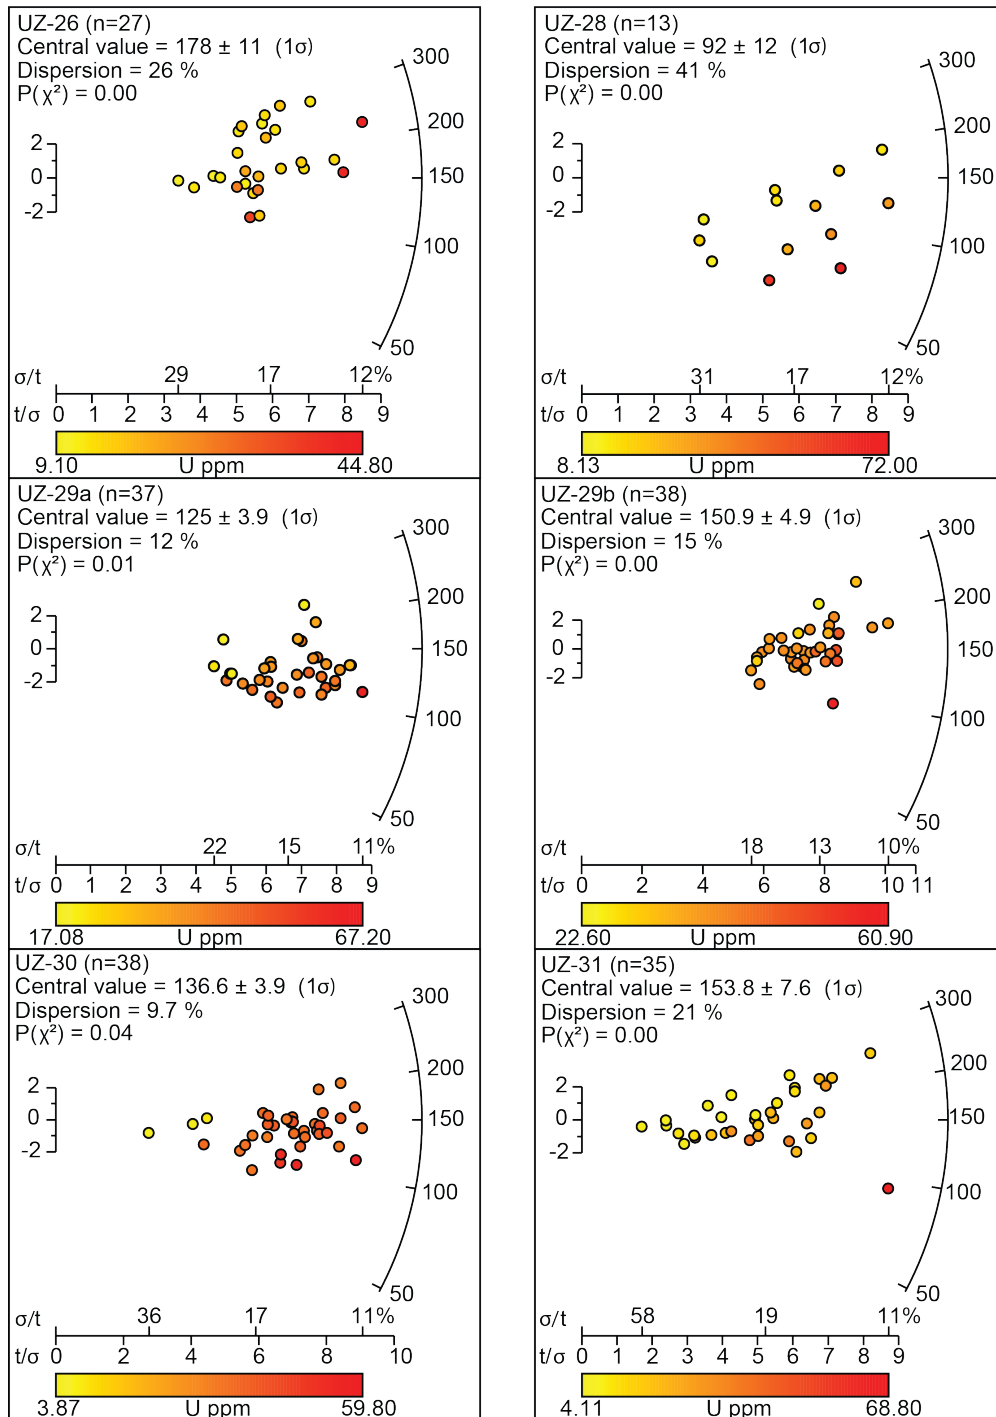 UZ-26 (n=27)
Central value = 178 ± 11 (1σ)
Dispersion = 26 %
P(χ²) = 0.00
300
200
150
100
50
2
0
-2
σ/t 29 17 12%
t/σ 0 1 2 3 4 5 6 7 8 9
9.10 U ppm 44.80
UZ-28 (n=13)
Central value = 92 ± 12 (1σ)
Dispersion = 41 %
P(χ²) = 0.00
300
200
150
100
50
2
0
-2
σ/t 31 17 12%
t/σ 0 1 2 3 4 5 6 7 8 9
8.13 U ppm 72.00
UZ-29a (n=37)
Central value = 125 ± 3.9 (1σ)
Dispersion = 12 %
P(χ²) = 0.01
300
200
150
100
50
2
0
-2
σ/t 22 15 11%
t/σ 0 1 2 3 4 5 6 7 8 9
17.08 U ppm 67.20
UZ-29b (n=38)
Central value = 150.9 ± 4.9 (1σ)
Dispersion = 15 %
P(χ²) = 0.00
300
200
150
100
50
2
0
-2
σ/t 18 13 10%
t/σ 0 2 4 6 8 10 11
22.60 U ppm 60.90
UZ-30 (n=38)
Central value = 136.6 ± 3.9 (1σ)
Dispersion = 9.7 %
P(χ²) = 0.04
300
200
150
100
50
2
0
-2
σ/t 36 17 11%
t/σ 0 2 4 6 8 10
3.87 U ppm 59.80
UZ-31 (n=35)
Central value = 153.8 ± 7.6 (1σ)
Dispersion = 21 %
P(χ²) = 0.00
300
200
150
100
50
2
0
-2
σ/t 58 19 11%
t/σ 0 1 2 3 4 5 6 7 8 9
4.11 U ppm 68.80